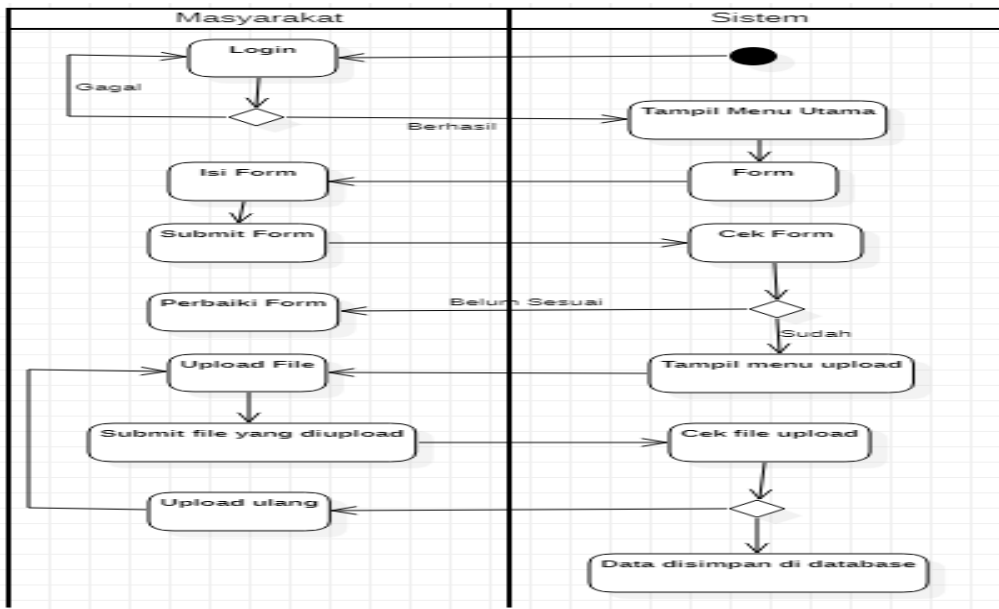 Masyarakat
Sistem
Login
Gagal
Berhasil
Tampil Menu Utama
Isi Form
Form
Submit Form
Cek Form
Perbaiki Form
Belum Sesuai
Sudah
Upload File
Tampil menu upload
Submit file yang diupload
Cek file upload
Upload ulang
Data disimpan di database